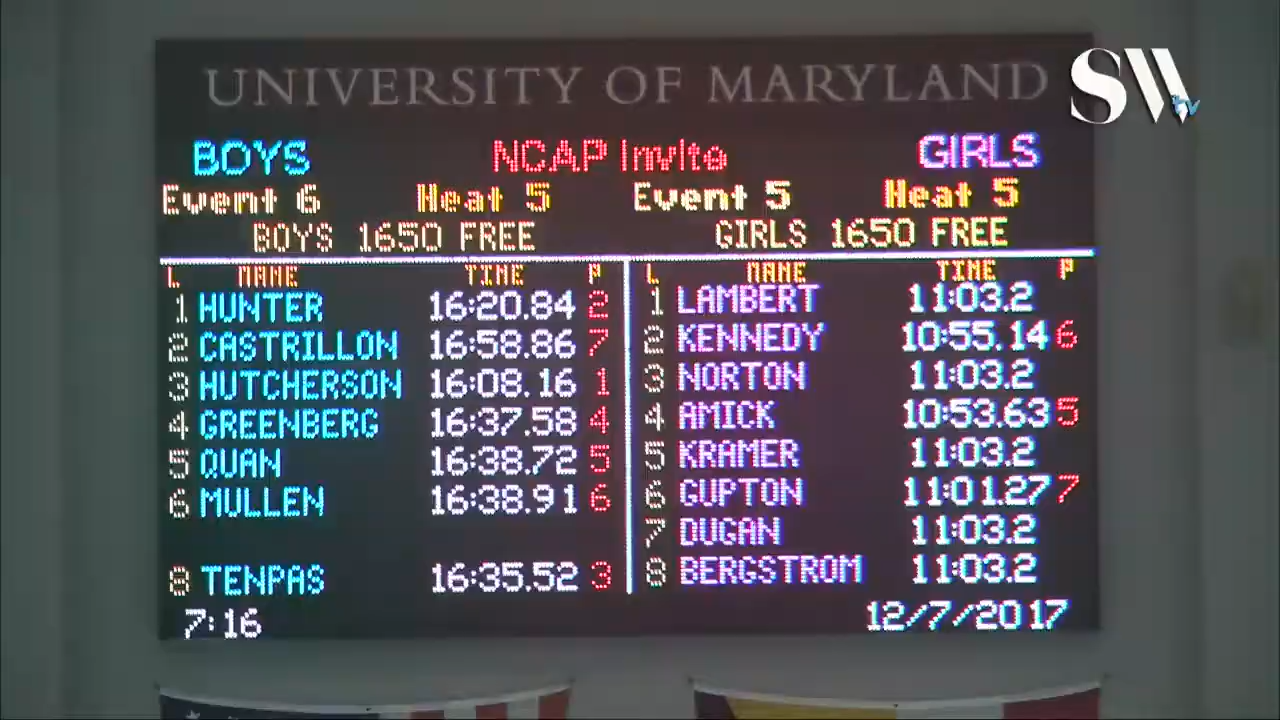 UNIVERSITY OF MARYLAND
SW tv
BOYS NCAP Invite GIRLS
Event 6 Heat 5 Event 5 Heat 5
BOYS 1650 FREE GIRLS 1650 FREE
L NAME TIME P L NAME TIME P
1 HUNTER 16:20.84 2 1 LAMBERT 11:03.2
2 CASTRILLON 16:58.86 7 2 KENNEDY 10:55.14 6
3 HUTCHERSON 16:08.16 1 3 NORTON 11:03.2
4 GREENBERG 16:37.58 4 4 AMICK 10:53.63 5
5 QUAN 16:38.72 5 5 KRAMER 11:03.2
6 MULLEN 16:38.91 6 6 GUPTON 11:01.27 7
7 DUGAN 11:03.2
8 TENPAS 16:35.52 3 8 BERGSTROM 11:03.2
7:16 12/7/2017